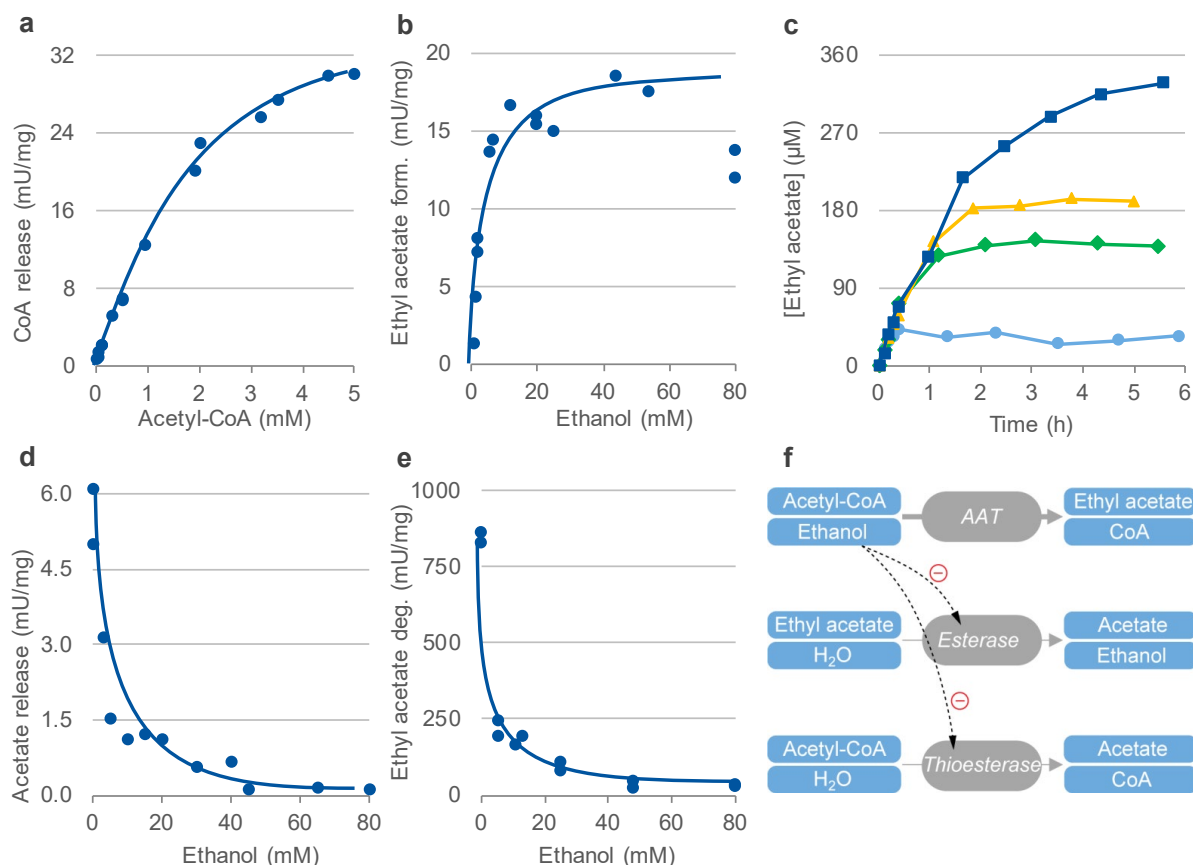 a
CoA release (mU/mg)
32
24
16
8
0
0 1 2 3 4 5
Acetyl-CoA (mM)
b
Ethyl acetate form. (mU/mg)
20
15
10
5
0
0 20 40 60 80
Ethanol (mM)
c
[Ethyl acetate] (µM)
360
270
180
90
0
0 1 2 3 4 5 6
Time (h)
d
Acetate release (mU/mg)
6.0
4.5
3.0
1.5
0.0
0 20 40 60 80
Ethanol (mM)
e
Ethyl acetate deg. (mU/mg)
1000
750
500
250
0
0 20 40 60 80
Ethanol (mM)
f
Acetyl-CoA
Ethanol
AAT
Ethyl acetate
CoA
−
Ethyl acetate
H₂O
Esterase
Acetate
Ethanol
−
Acetyl-CoA
H₂O
Thioesterase
Acetate
CoA